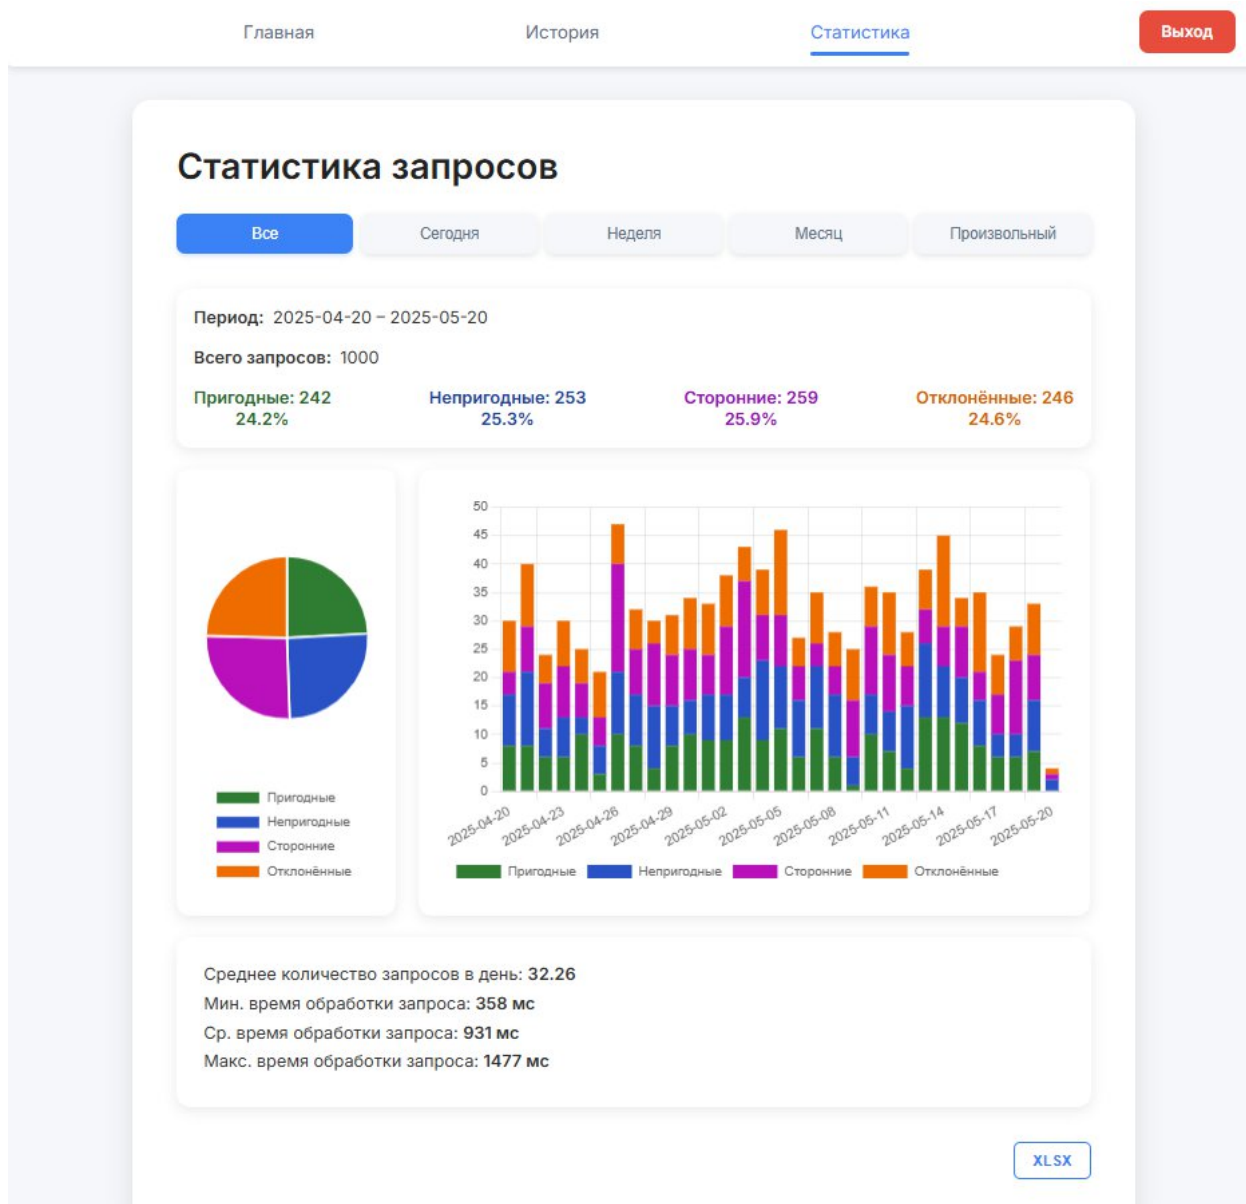 Главная История Статистика Выход
Статистика запросов
Все Сегодня Неделя Месяц Произвольный
Период: 2025-04-20 – 2025-05-20
Всего запросов: 1000
Пригодные: 242 Непригодные: 253 Сторонние: 259 Отклонённые: 246
24.2% 25.3% 25.9% 24.6%
Пригодные
Непригодные
Сторонние
Отклонённые
50
45
40
35
30
25
20
15
10
5
0
2025-04-20 2025-04-23 2025-04-26 2025-04-29 2025-05-02 2025-05-05 2025-05-08 2025-05-11 2025-05-14 2025-05-17 2025-05-20
Пригодные Непригодные Сторонние Отклонённые
Среднее количество запросов в день: 32.26
Мин. время обработки запроса: 358 мс
Ср. время обработки запроса: 931 мс
Макс. время обработки запроса: 1477 мс
XLSX